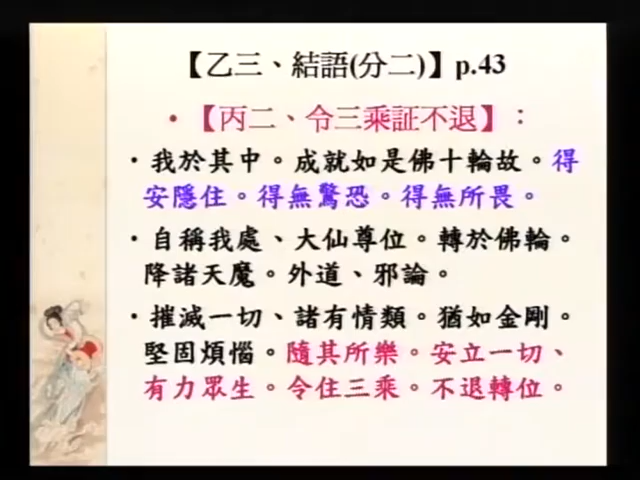 【乙三、結語(分二)】p.43
•【丙二、令三乘証不退】：
•我於其中。成就如是佛十輪故。得
安隱住。得無驚恐。得無所畏。
•自稱我處、大仙尊位。轉於佛輪。
降諸天魔。外道、邪論。
•摧滅一切、諸有情類。猶如金剛。
堅固煩惱。隨其所樂。安立一切、
有力眾生。令住三乘。不退轉位。